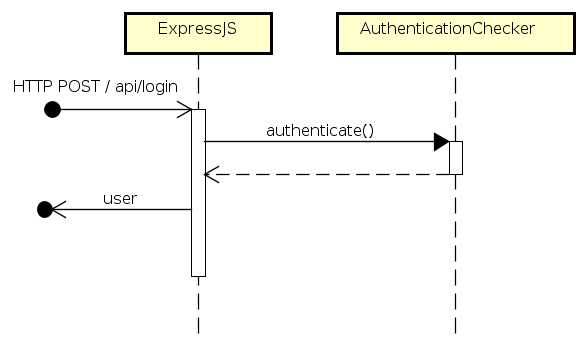 ExpressJS
AuthenticationChecker
HTTP POST / api/login
authenticate()
user